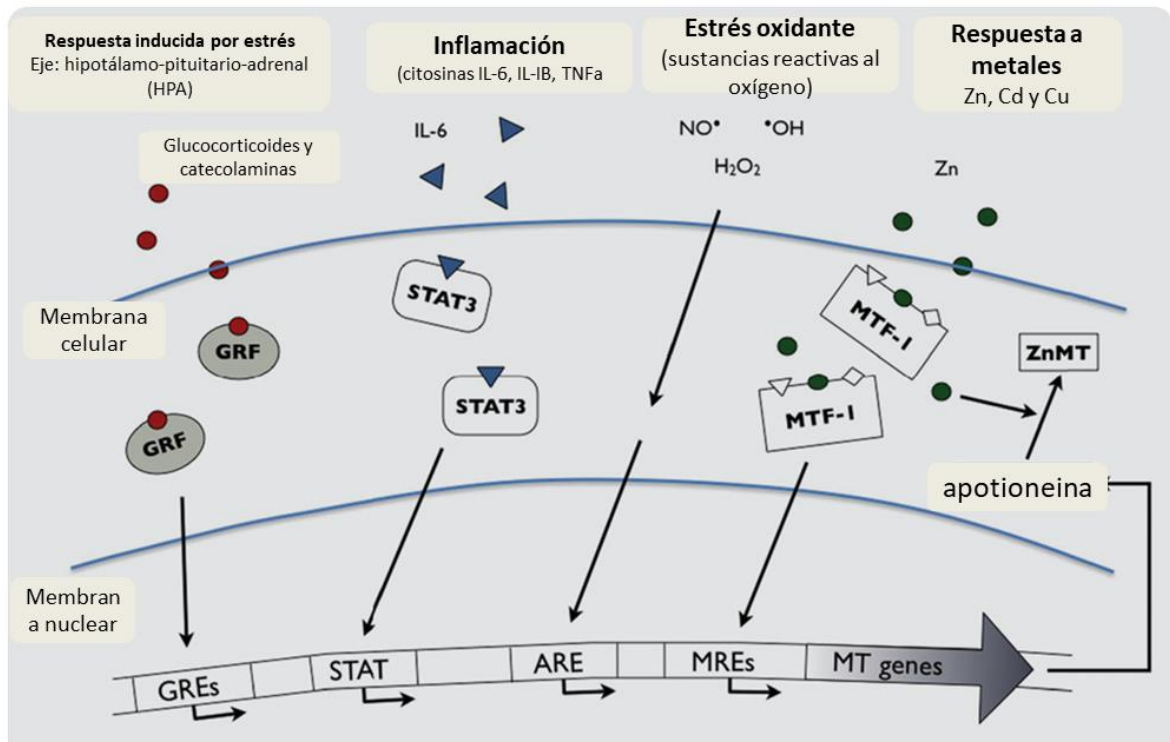 Respuesta inducida por estrés
Eje: hipotálamo-pituitario-adrenal
(HPA)
Inflamación
(citosinas IL-6, IL-IB, TNFa
Estrés oxidante
(sustancias reactivas al
oxígeno)
Respuesta a
metales
Zn, Cd y Cu
Glucocorticoides y
catecolaminas
IL-6
NO• •OH
H₂O₂
Zn
Membrana
celular
GRF
GRF
STAT3
STAT3
MTF-1
MTF-1
ZnMT
apotioneina
Membran
a nuclear
GREs
STAT
ARE
MREs
MT genes